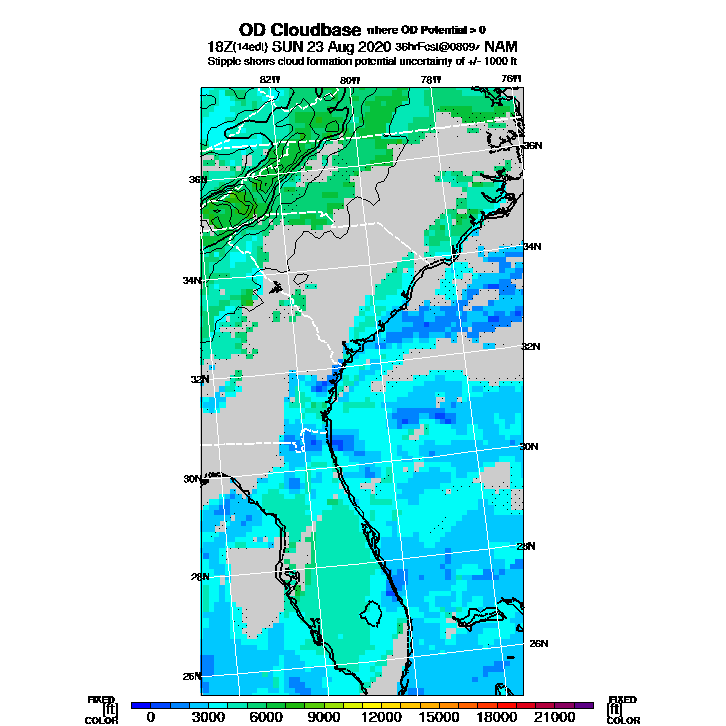 OD Cloudbase where OD Potential > 0
18Z(14edt) SUN 23 Aug 2020 36hrFcst@0809z NAM
Stipple shows cloud formation potential uncertainty of +/- 1000 ft
82W 80W 78W 76W
36N
36N
34N
34N
32N
32N
30N
30N
28N
28N
26N
26N
FIXED FIXED
[ft] [ft]
COLOR 0 3000 6000 9000 12000 15000 18000 21000 COLOR